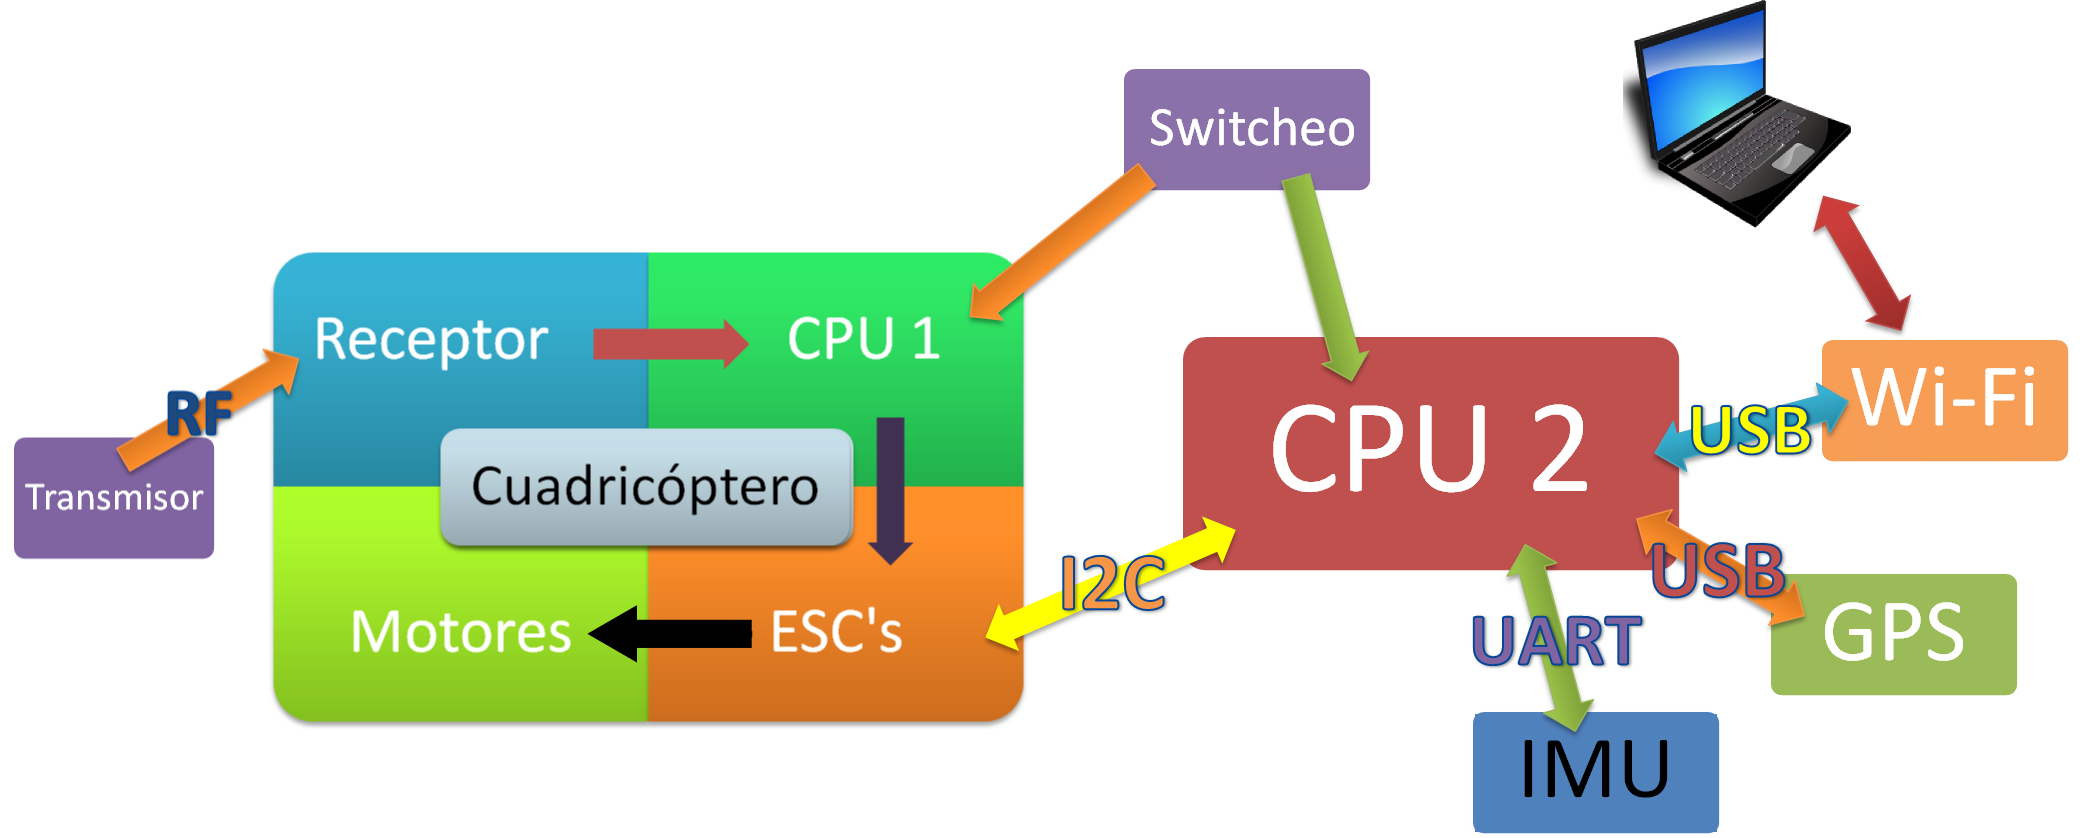 Switcheo
Receptor
CPU 1
RF
Transmisor
Cuadricóptero
Motores
ESC's
I2C
CPU 2
USB
Wi-Fi
USB
GPS
UART
IMU